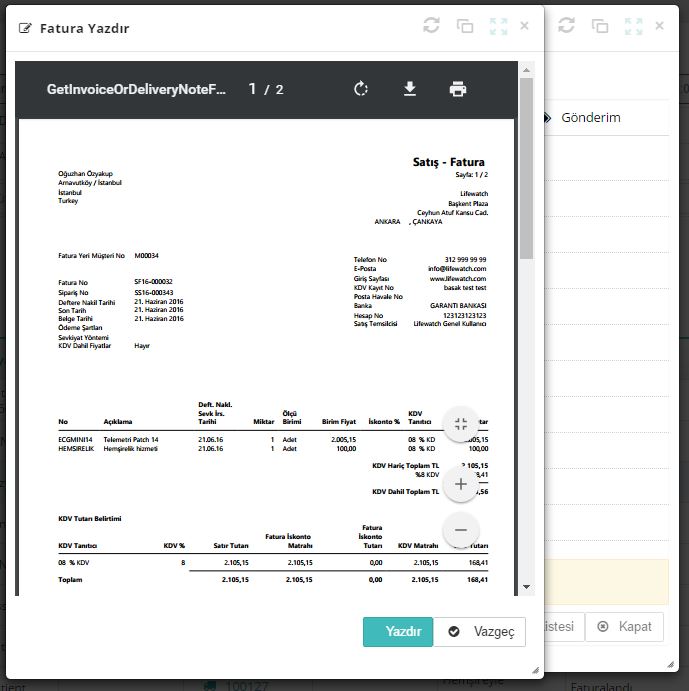 Fatura Yazdır
GetInvoiceOrDeliveryNoteF... 1 / 2
Gönderim
Satış - Fatura
Sayfa: 1 / 2
Oğuzhan Özyakup
Arnavutköy / İstanbul
İstanbul
Turkey
Lifewatch
Başkent Plaza
Ceyhun Atuf Kansu Cad.
ANKARA , ÇANKAYA
Fatura Yeri Müşteri No M00034
Fatura No SF16-000032
Sipariş No SS16-000343
Deftere Nakil Tarihi 21. Haziran 2016
Son Tarih 21. Haziran 2016
Belge Tarihi 21. Haziran 2016
Ödeme Şartları
Sevkiyat Yöntemi
KDV Dahil Fiyatlar Hayır
Telefon No 312 999 99 99
E-Posta info@lifewatch.com
Giriş Sayfası www.lifewatch.com
KDV Kayıt No basak test test
Posta Havale No
Banka GARANTI BANKASI
Hesap No 123123123123
Satış Temsilcisi Lifewatch Genel Kullanıcı
No Açıklama Deft. Nakl. Sevk İrs. Tarihi Miktar Ölçü Birimi Birim Fiyat İskonto % KDV Tanıtıcı tar
ECGMINI14 Telemetri Patch 14 21.06.16 1 Adet 2.005,15 08 % KD 005,15
HEMŞIRELIK Hemşirelik hizmeti 21.06.16 1 Adet 100,00 08 % KD 100,00
KDV Hariç Toplam TL 2.105,15
%8 KDV 8,41
KDV Dahil Toplam TL ,56
KDV Tutarı Belirtimi
KDV Tanıtıcı KDV % Satır Tutarı Fatura İskonto Matrahı Fatura İskonto Tutarı KDV Matrahı Tutarı
08 % KDV 8 2.105,15 2.105,15 0,00 2.105,15 168,41
Toplam 2.105,15 2.105,15 0,00 2.105,15 168,41
Yazdır Vazgeç
istesi Kapat
100127
Faturalandı